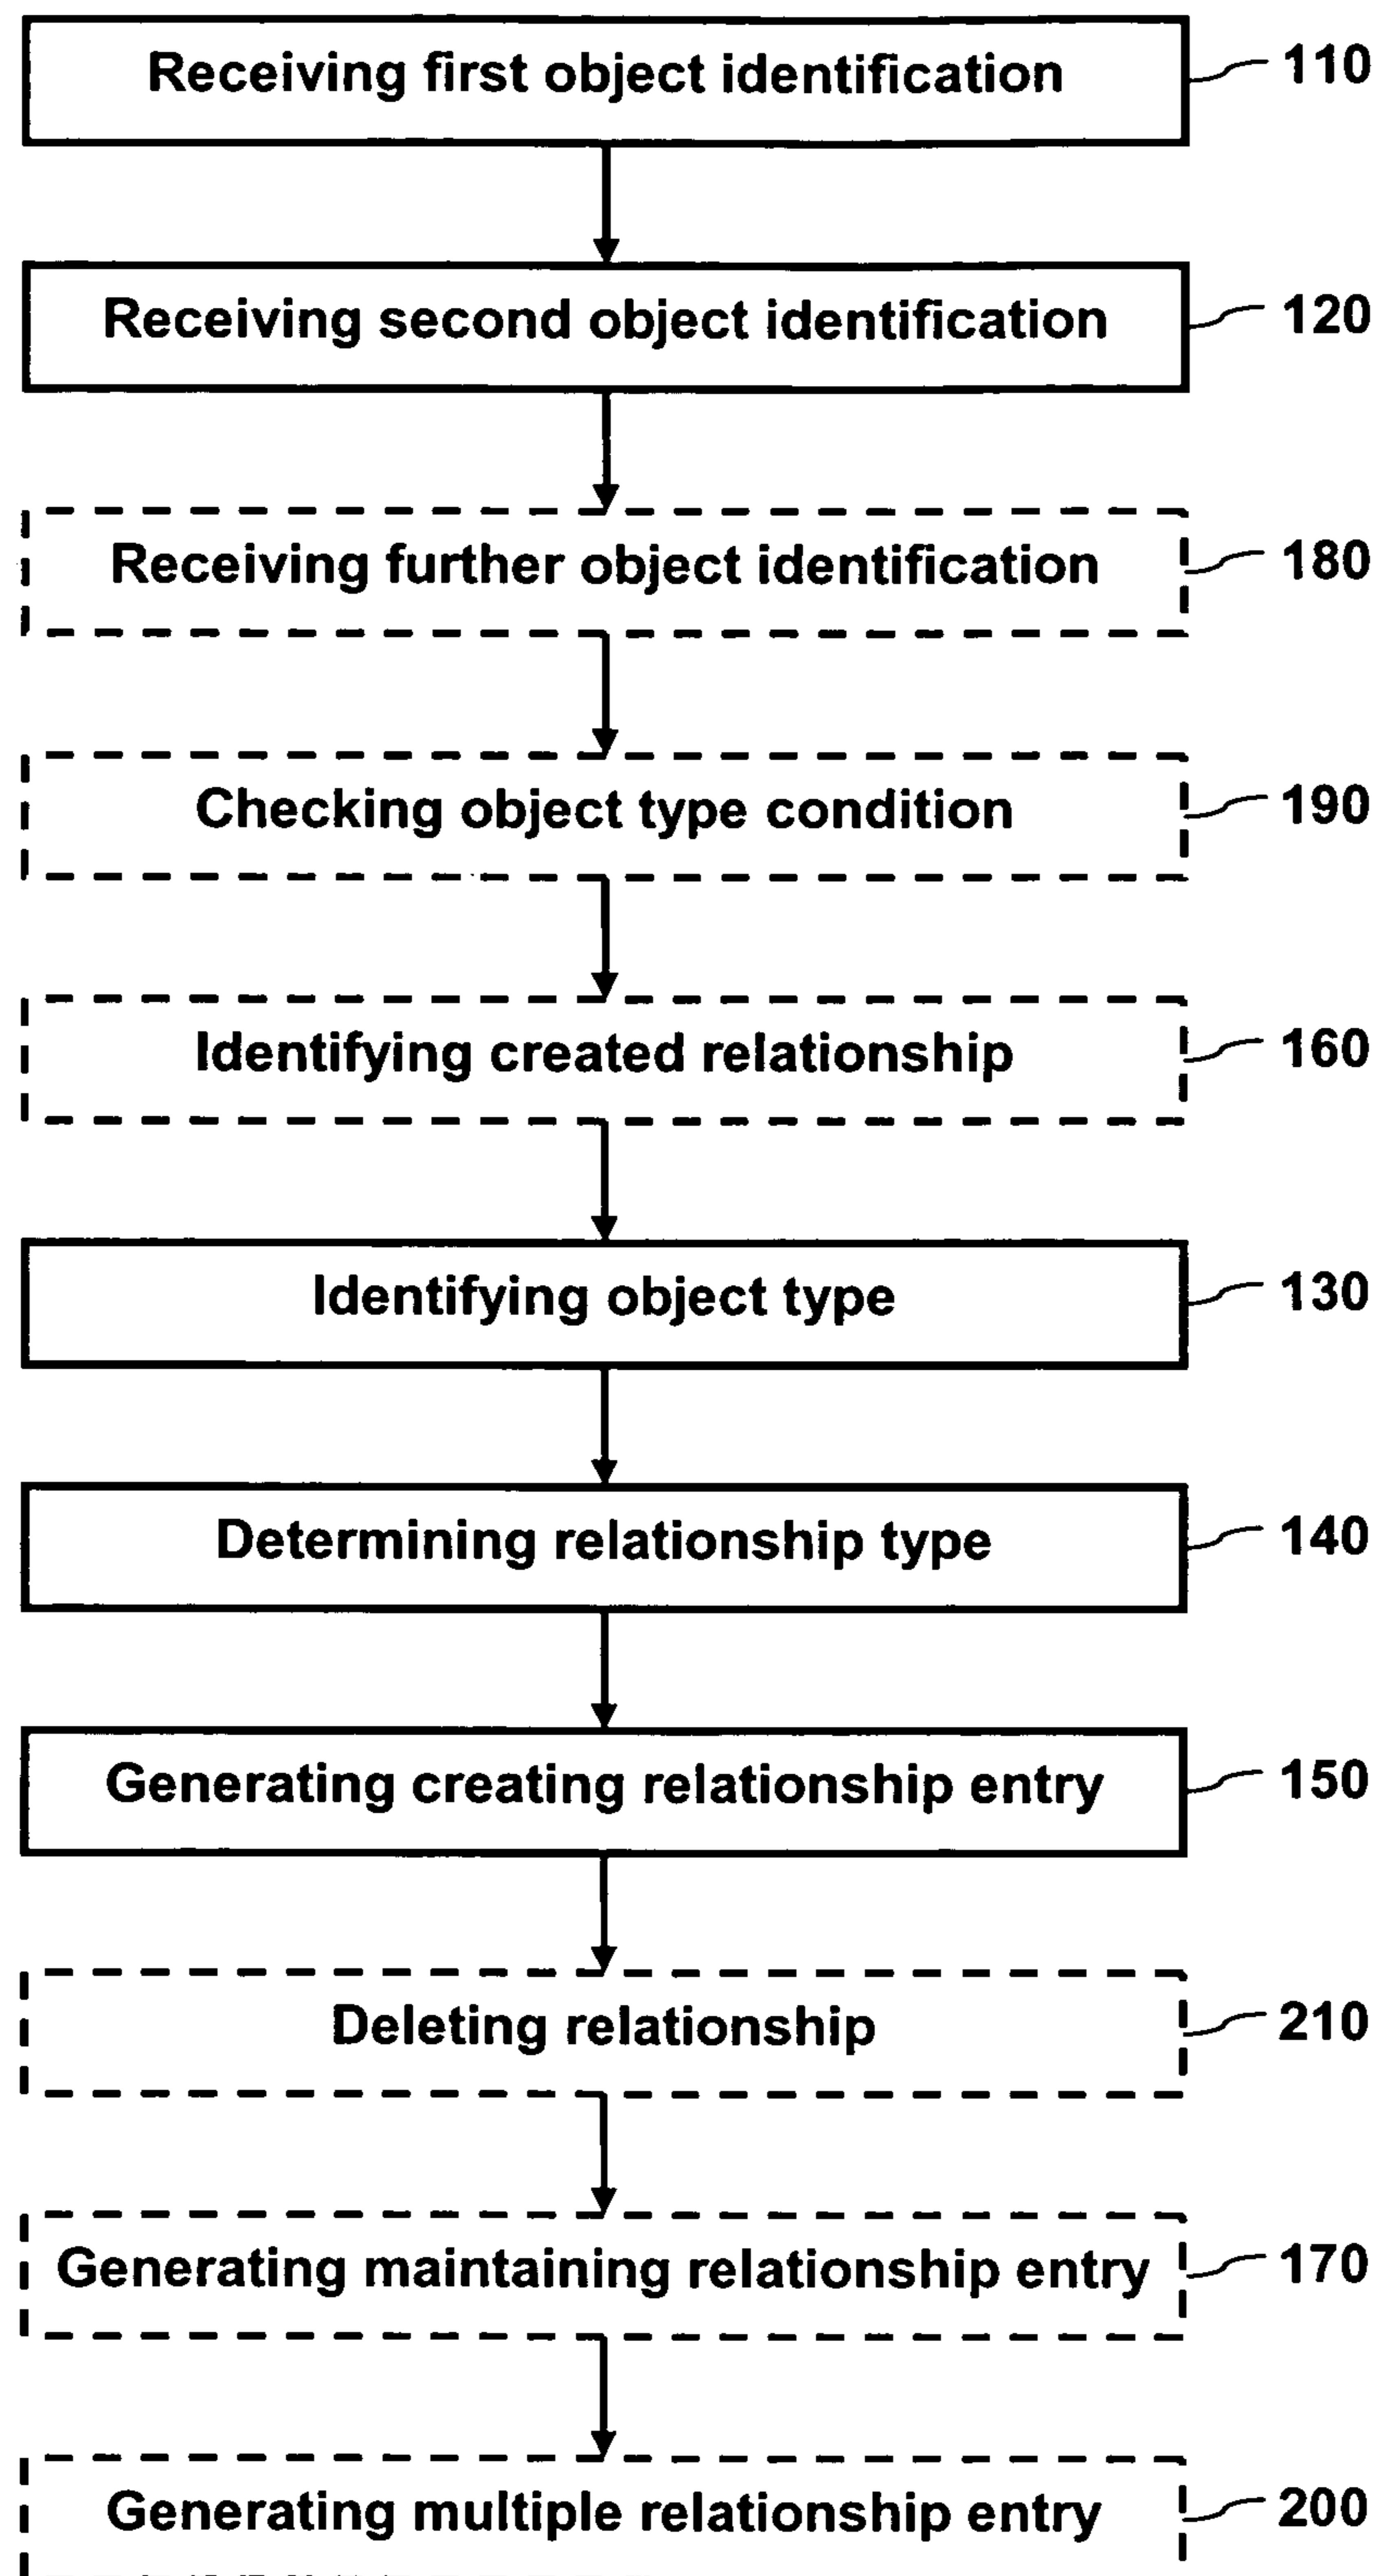 Receiving first object identification 110
Receiving second object identification 120
Receiving further object identification 180
Checking object type condition 190
Identifying created relationship 160
Identifying object type 130
Determining relationship type 140
Generating creating relationship entry 150
Deleting relationship 210
Generating maintaining relationship entry 170
Generating multiple relationship entry 200